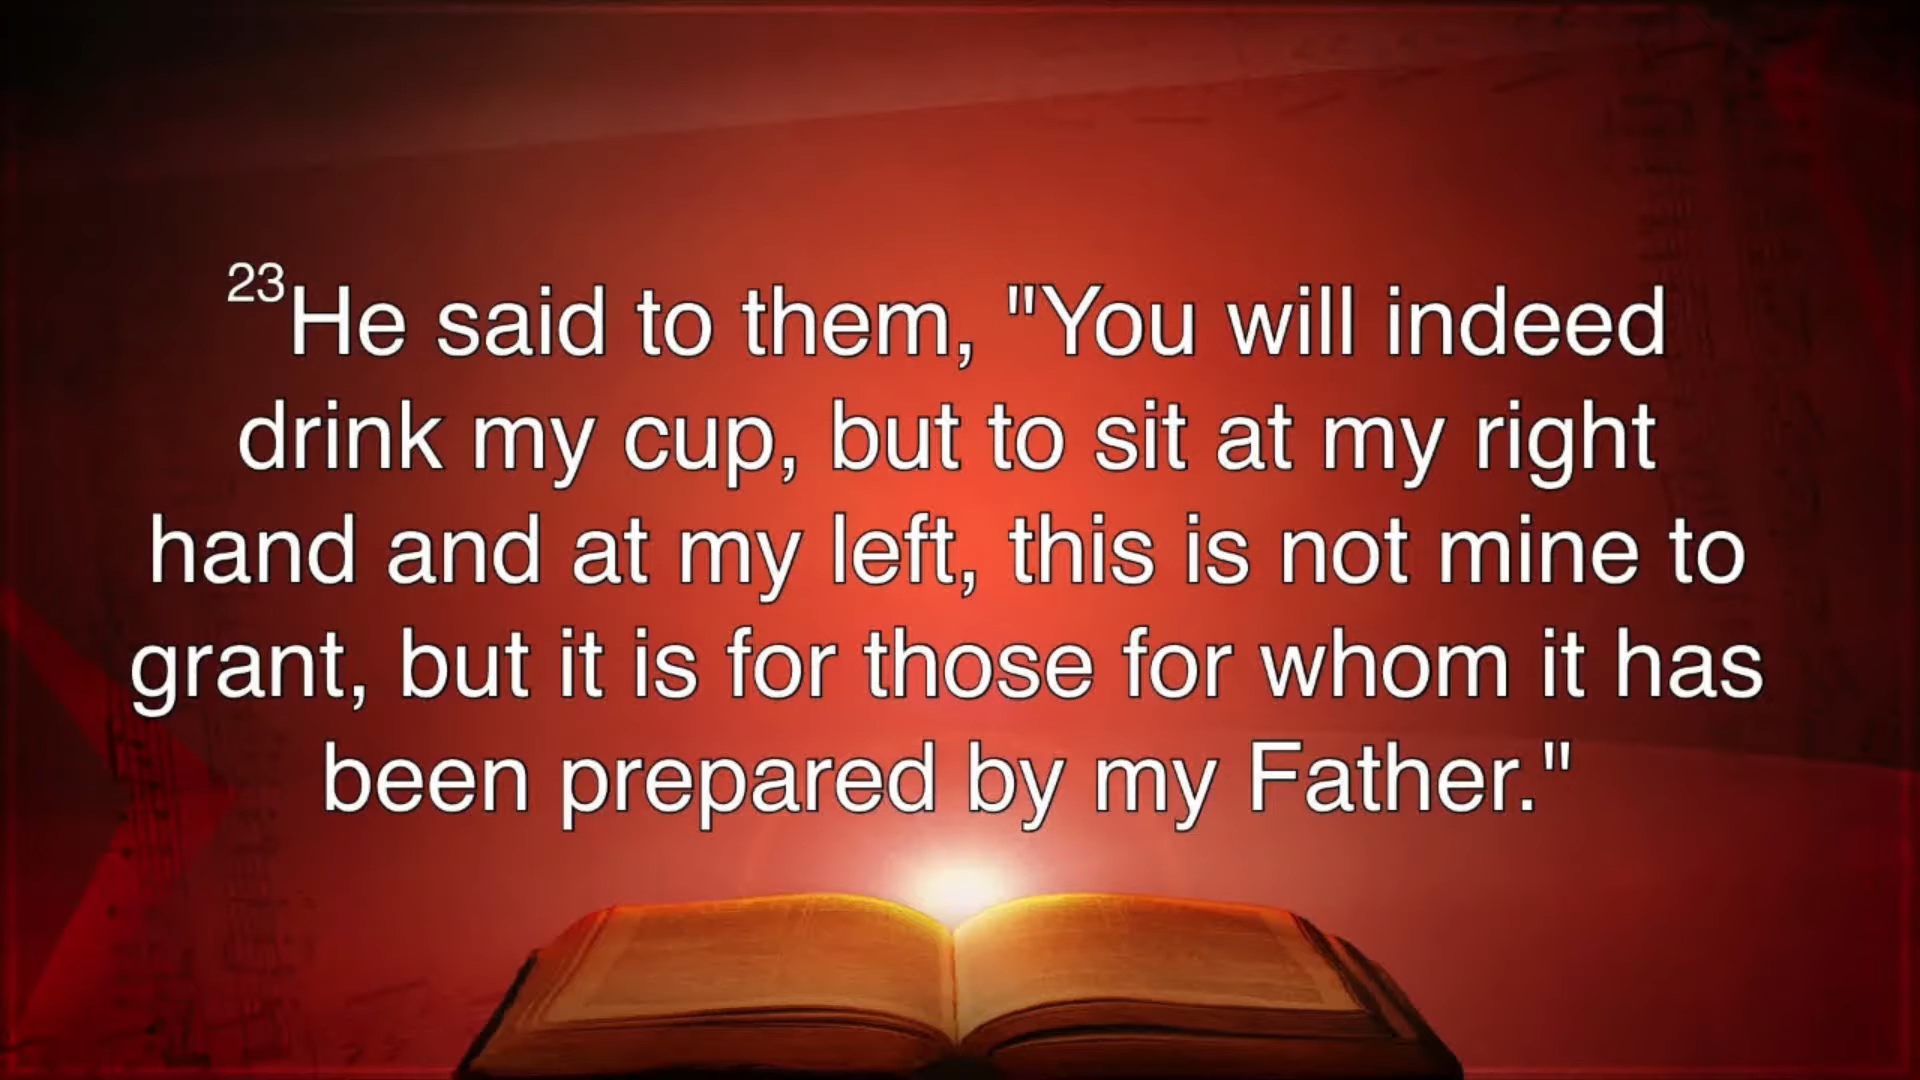 23He said to them, "You will indeed
drink my cup, but to sit at my right
hand and at my left, this is not mine to
grant, but it is for those for whom it has
been prepared by my Father."